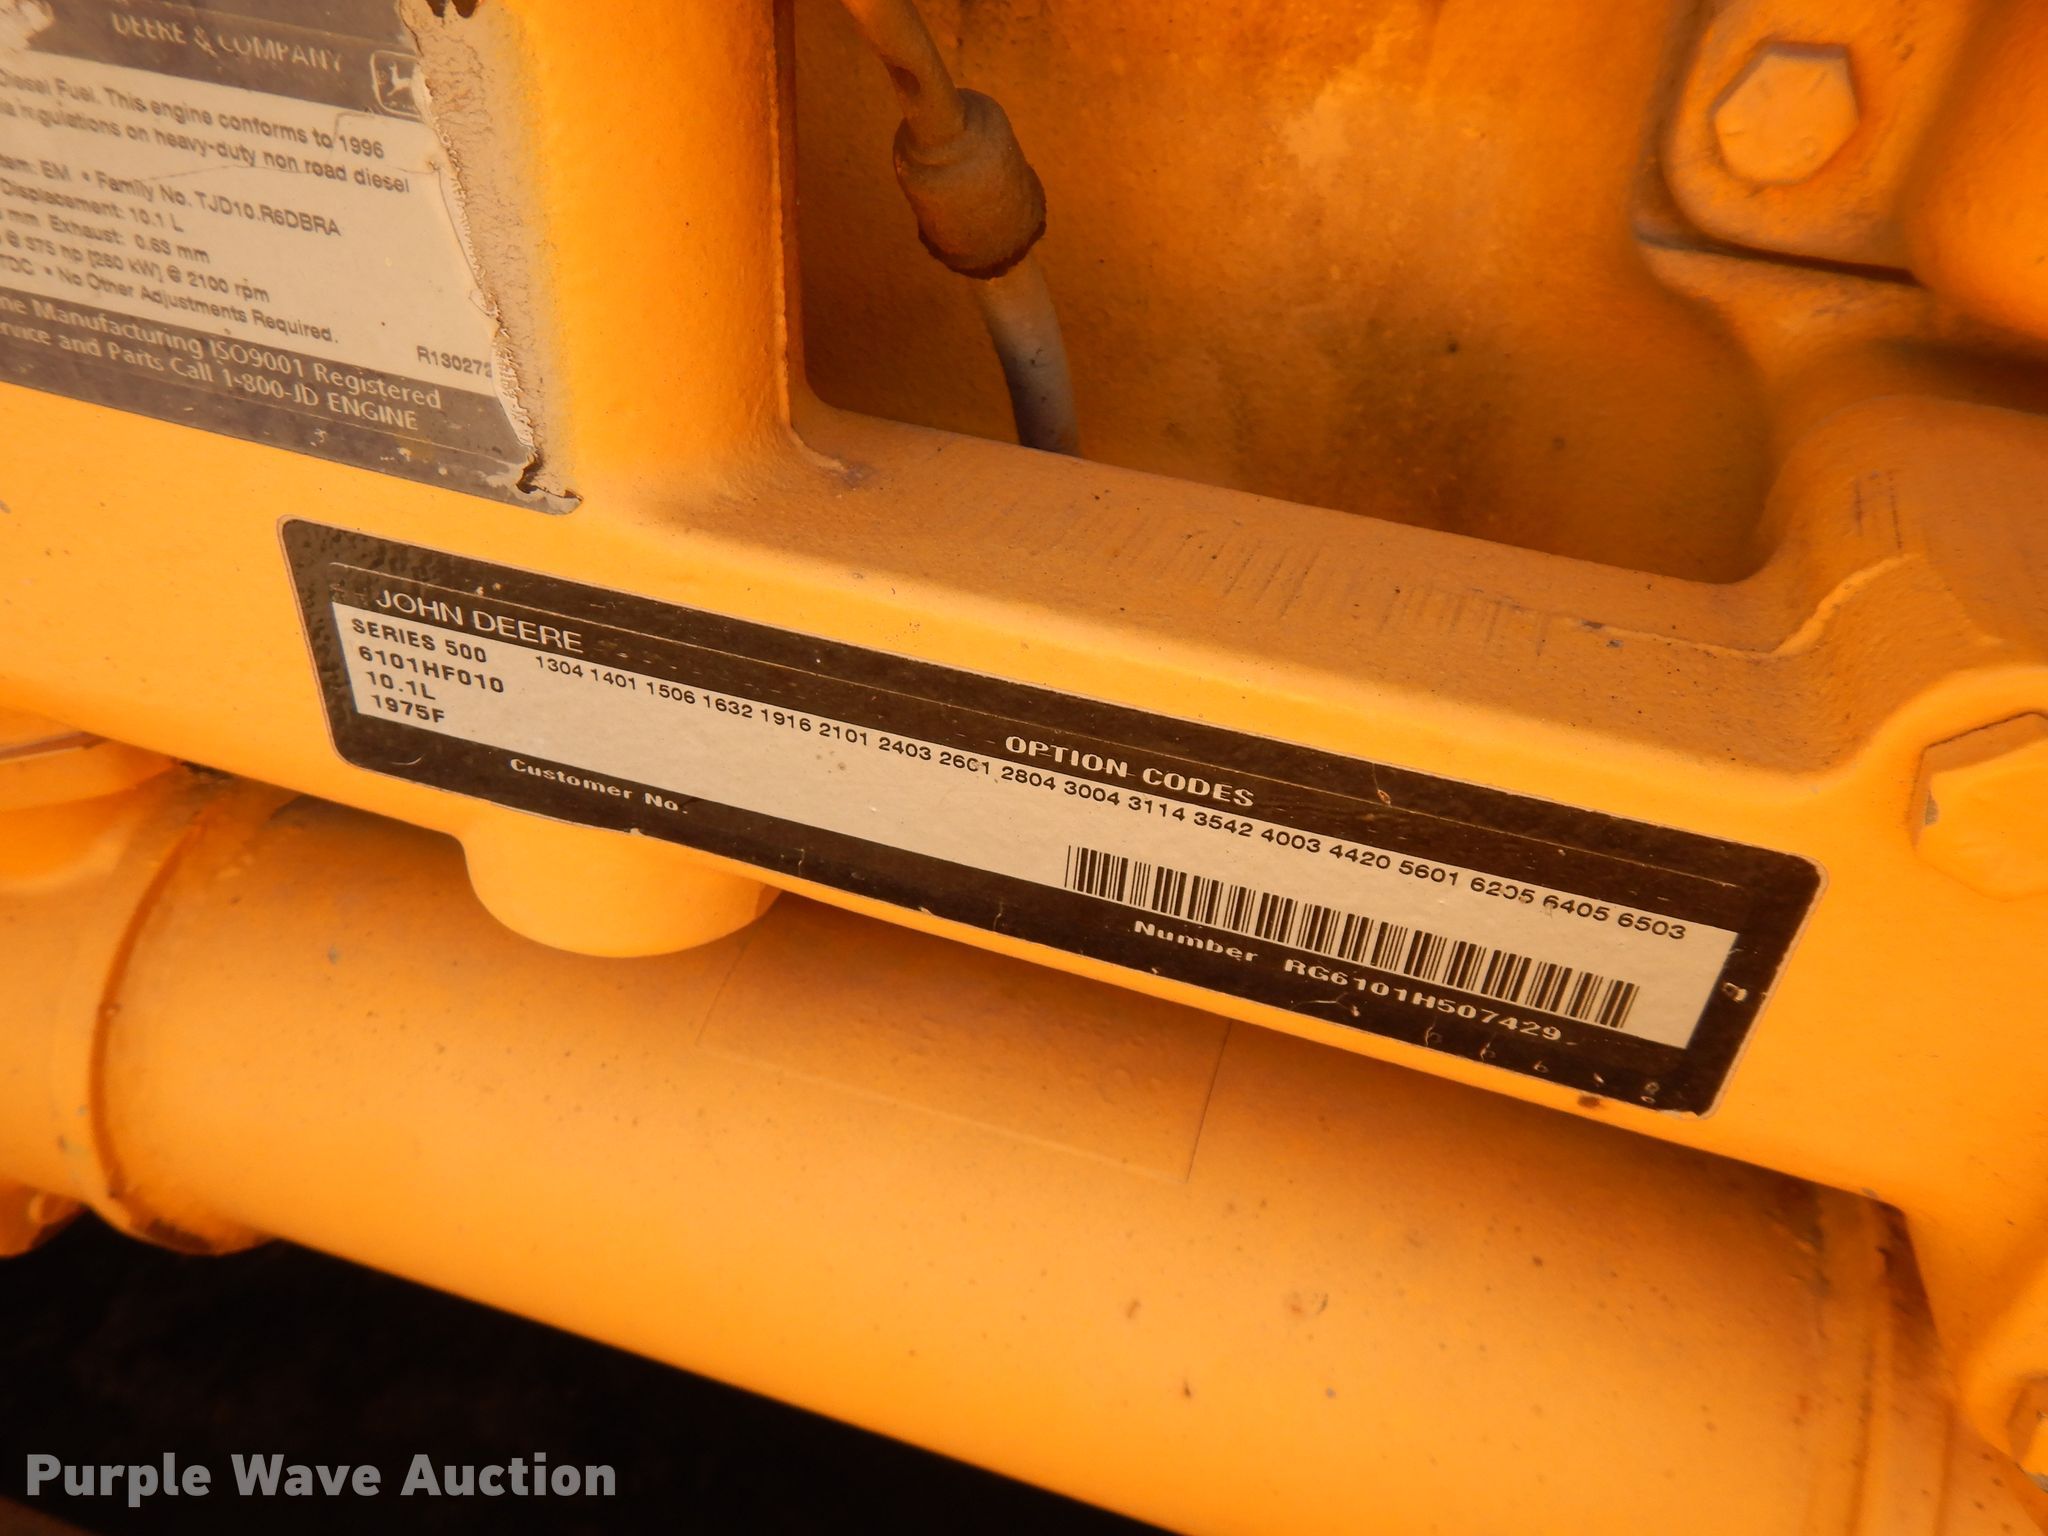 DEERE & COMPANY
Diesel Fuel. This engine conforms to 1996
regulations on heavy-duty non road diesel
EM • Family No. TJD10.R6DBRA
Displacement: 10.1 L
mm Exhaust: 0.63 mm
@ 375 hp [280 kW] @ 2100 rpm
TDC • No Other Adjustments Required.
R130272
Manufacturing ISO9001 Registered
and Parts Call 1-800-JD ENGINE
JOHN DEERE
OPTION CODES
SERIES 500
6101HF010
10.1L
1975F
1304 1401 1506 1632 1916 2101 2403 2601 2804 3004 3114 3542 4003 4420 5601 6205 6405 6503
Customer No.
Number RG6101H507429
Purple Wave Auction